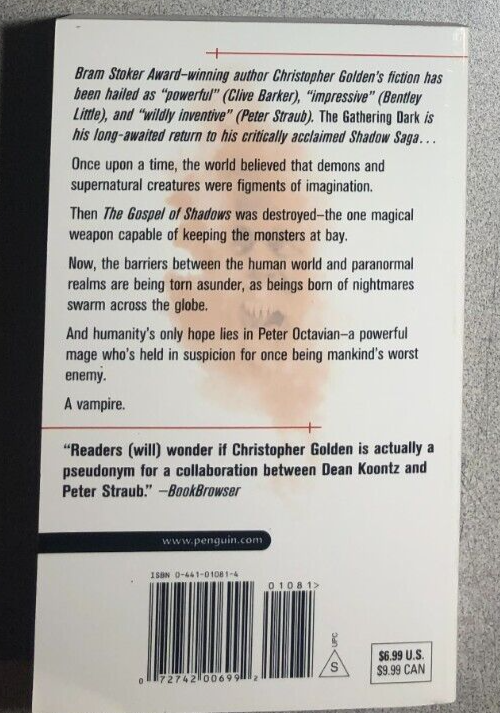 Bram Stoker Award–winning author Christopher Golden's fiction has
been hailed as "powerful" (Clive Barker), "impressive" (Bentley
Little), and "wildly inventive" (Peter Straub). The Gathering Dark is
his long-awaited return to his critically acclaimed Shadow Saga...
Once upon a time, the world believed that demons and
supernatural creatures were figments of imagination.
Then The Gospel of Shadows was destroyed–the one magical
weapon capable of keeping the monsters at bay.
Now, the barriers between the human world and paranormal
realms are being torn asunder, as beings born of nightmares
swarm across the globe.
And humanity's only hope lies in Peter Octavian–a powerful
mage who's held in suspicion for once being mankind's worst
enemy.
A vampire.
"Readers (will) wonder if Christopher Golden is actually a
pseudonym for a collaboration between Dean Koontz and
Peter Straub." –BookBrowser
www.penguin.com
ISBN 0-441-01081-4
01081>
0 72742 00699 2
UPC
S
$6.99 U.S.
$9.99 CAN